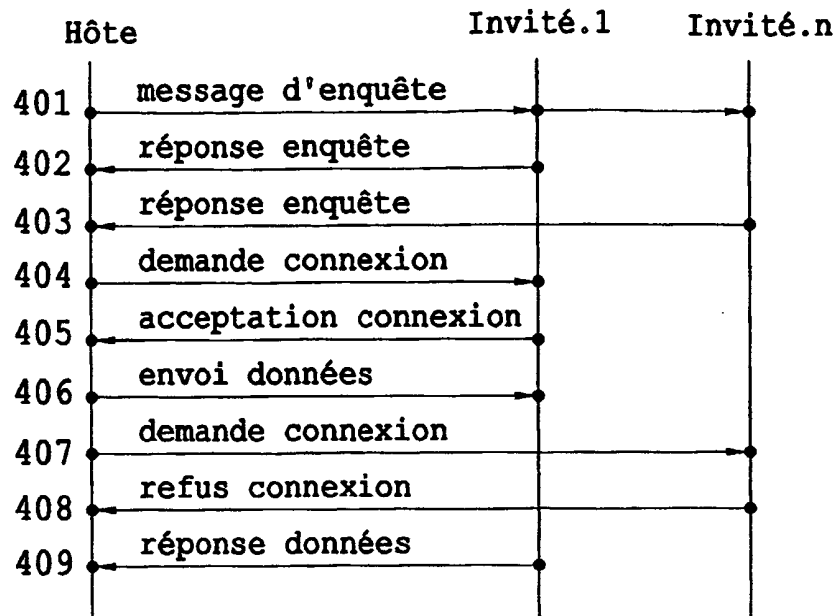 Hôte Invité.1 Invité.n
401 message d'enquête
402 réponse enquête
403 réponse enquête
404 demande connexion
405 acceptation connexion
406 envoi données
407 demande connexion
408 refus connexion
409 réponse données